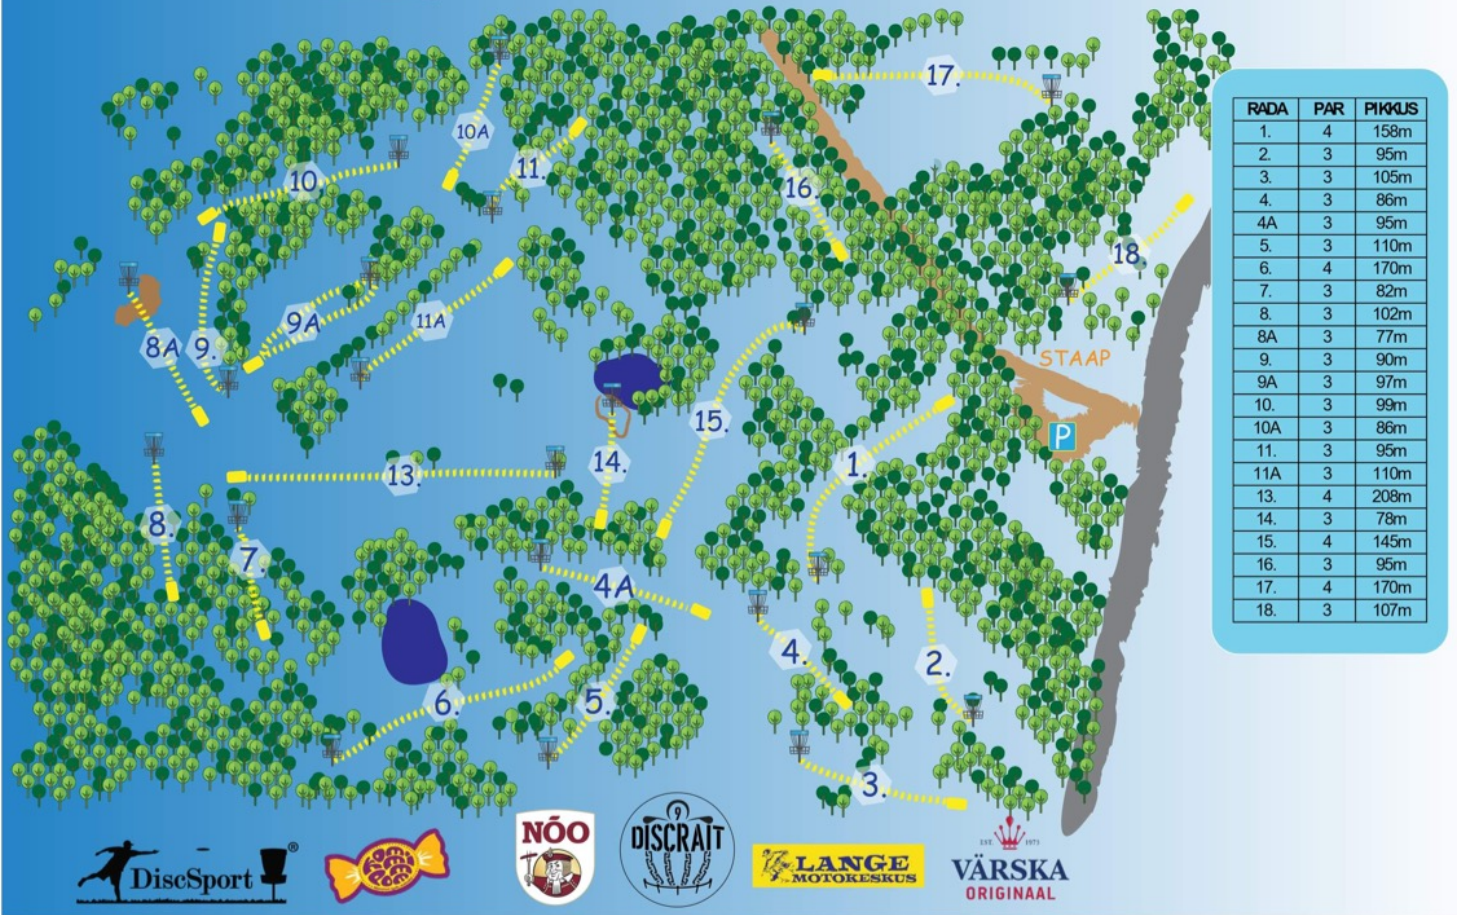 17.
10A
11.
10.
16.
18.
9A
11A
8A
9.
STAAP
15.
P
13.
14.
1.
8.
7
4A
4.
2.
6.
5.
3.
RADA PAR PIKKUS
1. 4 158m
2. 3 95m
3. 3 105m
4. 3 86m
4A 3 95m
5. 3 110m
6. 4 170m
7. 3 82m
8. 3 102m
8A 3 77m
9. 3 90m
9A 3 97m
10. 3 99m
10A 3 86m
11. 3 95m
11A 3 110m
13. 4 208m
14. 3 78m
15. 4 145m
16. 3 95m
17. 4 170m
18. 3 107m
DiscSport®
NÕO
9
DISCRAIT
LANGE
MOTOKESKUS
EST. 1973
VÄRSKA
ORIGINAAL